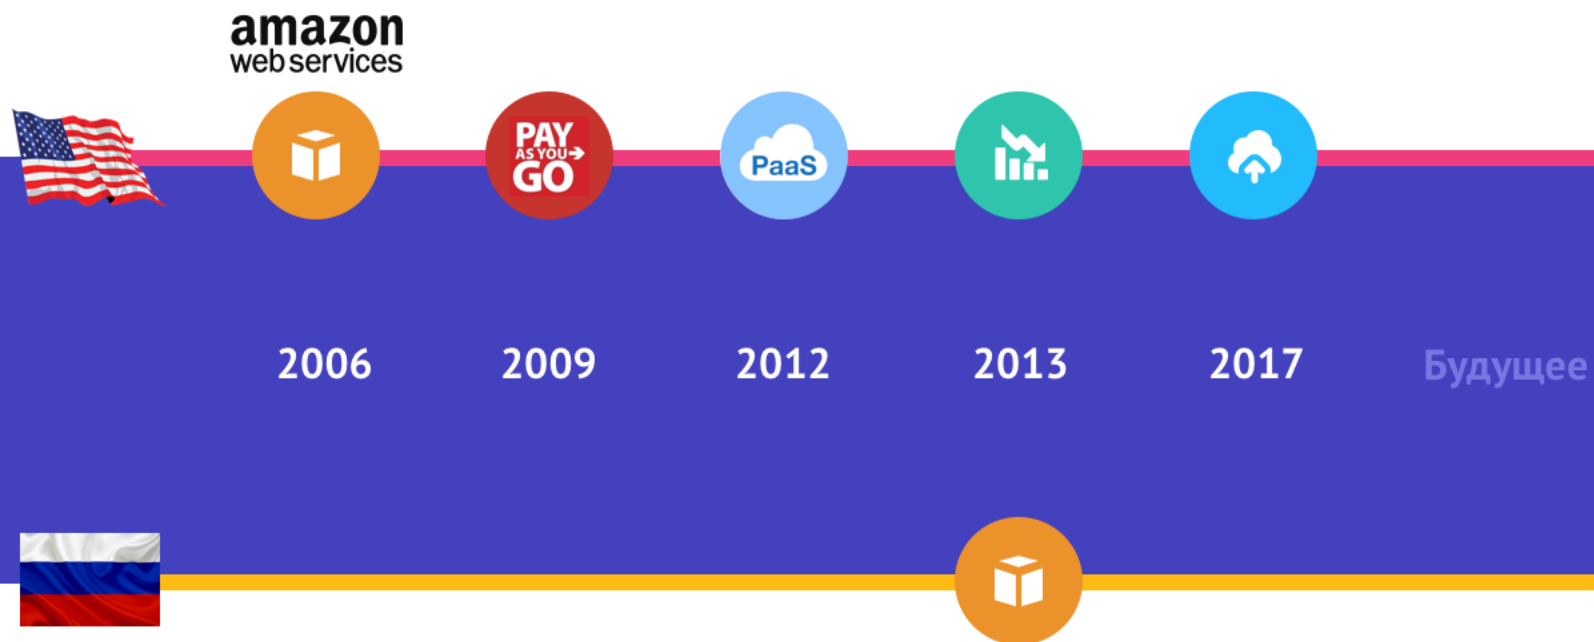 amazon
web services
PAY
AS YOU
GO
PaaS
2006
2009
2012
2013
2017
Будущее